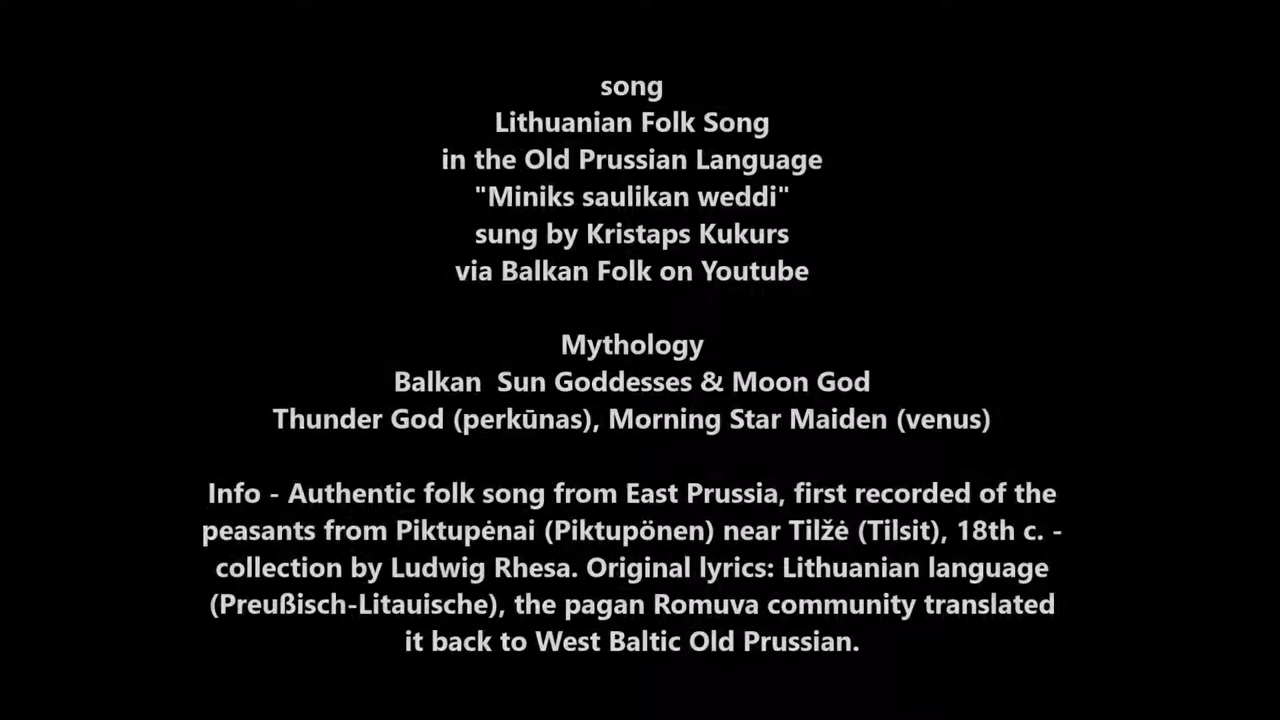 song
Lithuanian Folk Song
in the Old Prussian Language
"Miniks saulikan weddi"
sung by Kristaps Kukurs
via Balkan Folk on Youtube
Mythology
Balkan  Sun Goddesses & Moon God
Thunder God (perkūnas), Morning Star Maiden (venus)
Info - Authentic folk song from East Prussia, first recorded of the
peasants from Piktupėnai (Piktupönen) near Tilžė (Tilsit), 18th c. -
collection by Ludwig Rhesa. Original lyrics: Lithuanian language
(Preußisch-Litauische), the pagan Romuva community translated
it back to West Baltic Old Prussian.